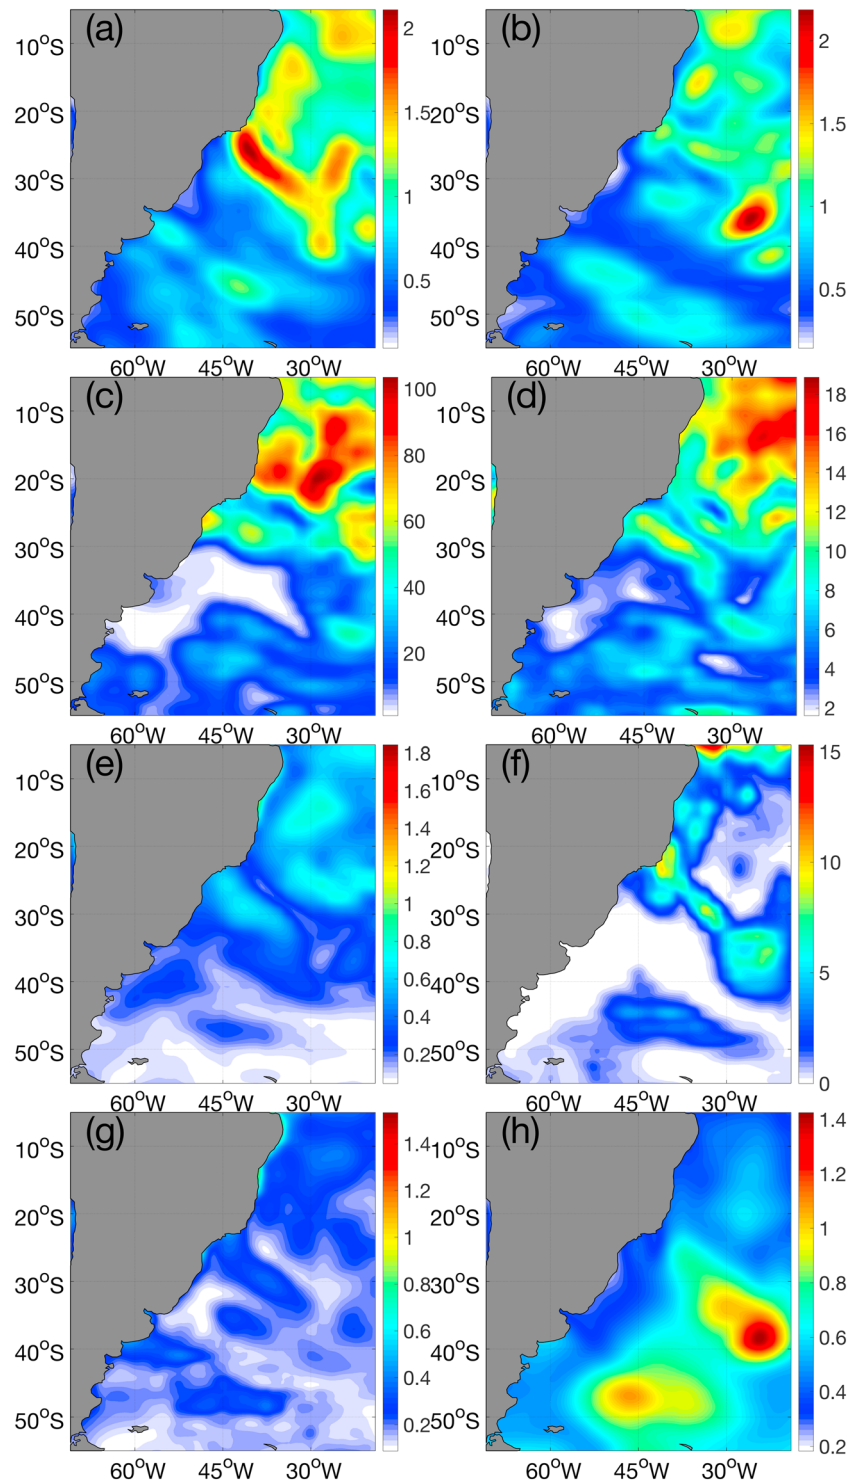 (a)
10°S
20°S
30°S
40°S
50°S
60°W 45°W 30°W
2
1.5
1
0.5
(b)
10°S
20°S
30°S
40°S
50°S
60°W 45°W 30°W
2
1.5
1
0.5
(c)
10°S
20°S
30°S
40°S
50°S
60°W 45°W 30°W
100
80
60
40
20
(d)
10°S
20°S
30°S
40°S
50°S
60°W 45°W 30°W
18
16
14
12
10
8
6
4
2
(e)
10°S
20°S
30°S
40°S
50°S
60°W 45°W 30°W
1.8
1.6
1.4
1.2
1
0.8
0.6
0.4
0.25
(f)
10°S
20°S
30°S
40°S
50°S
60°W 45°W 30°W
15
10
5
0
(g)
10°S
20°S
30°S
40°S
50°S
60°W 45°W 30°W
1.4
1.2
1
0.8
0.6
0.4
0.25
(h)
10°S
20°S
30°S
40°S
50°S
60°W 45°W 30°W
1.4
1.2
1
0.8
0.6
0.4
0.2